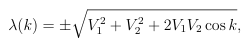 λ(k) = ±√(V₁² + V₂² + 2V₁V₂ cos k),